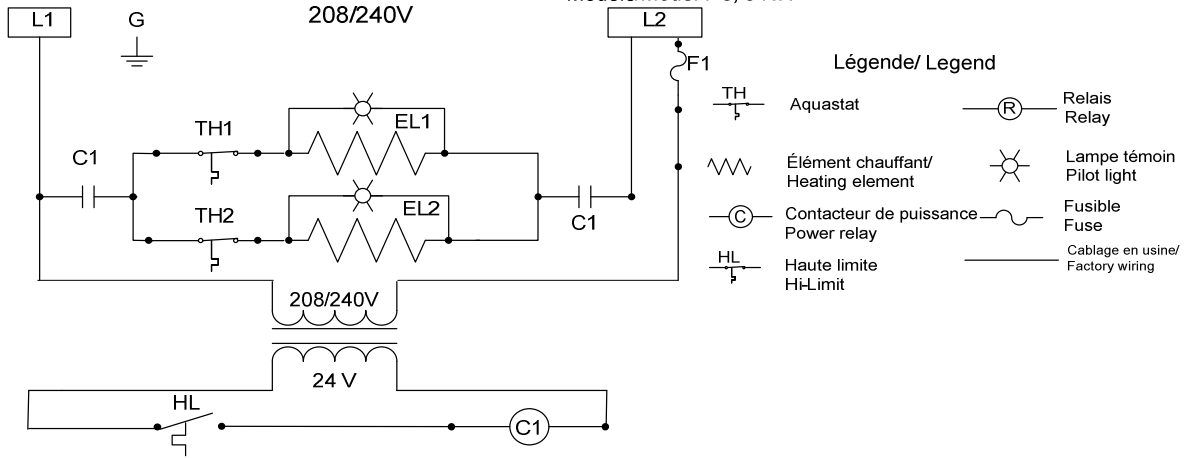 L1
G
208/240V
L2
F1
Légende/ Legend
TH
Aquastat
R
Relais
Relay
TH1
EL1
C1
Élément chauffant/
Heating element
Lampe témoin
Pilot light
TH2
EL2
C1
C
Contacteur de puissance
Power relay
Fusible
Fuse
HL
Haute limite
Hi-Limit
Cablage en usine/
Factory wiring
208/240V
24 V
HL
C1